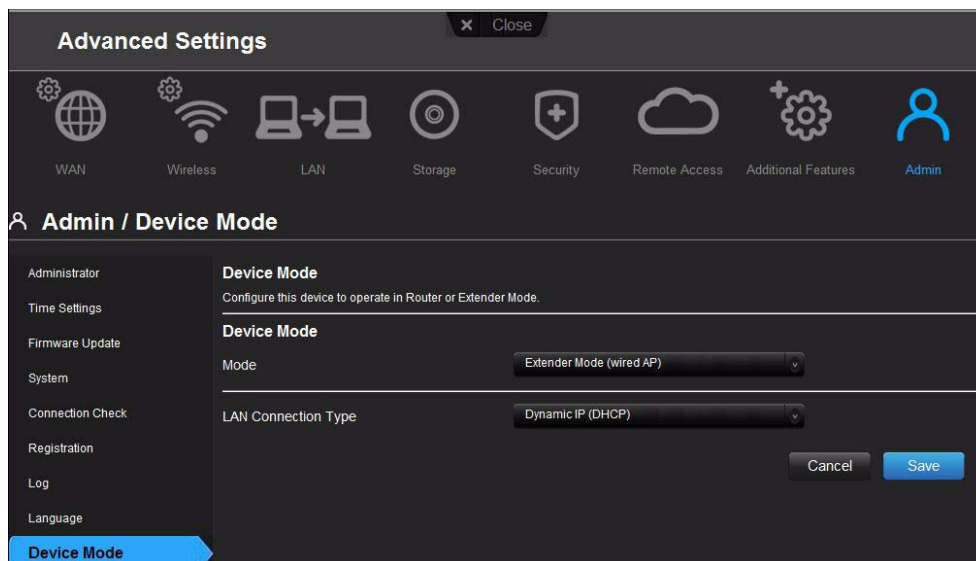 Close
Advanced Settings
WAN
Wireless
LAN
Storage
Security
Remote Access
Additional Features
Admin
Admin / Device Mode
Administrator
Time Settings
Firmware Update
System
Connection Check
Registration
Log
Language
Device Mode
Device Mode
Configure this device to operate in Router or Extender Mode.
Device Mode
Mode
Extender Mode (wired AP)
LAN Connection Type
Dynamic IP (DHCP)
Cancel
Save